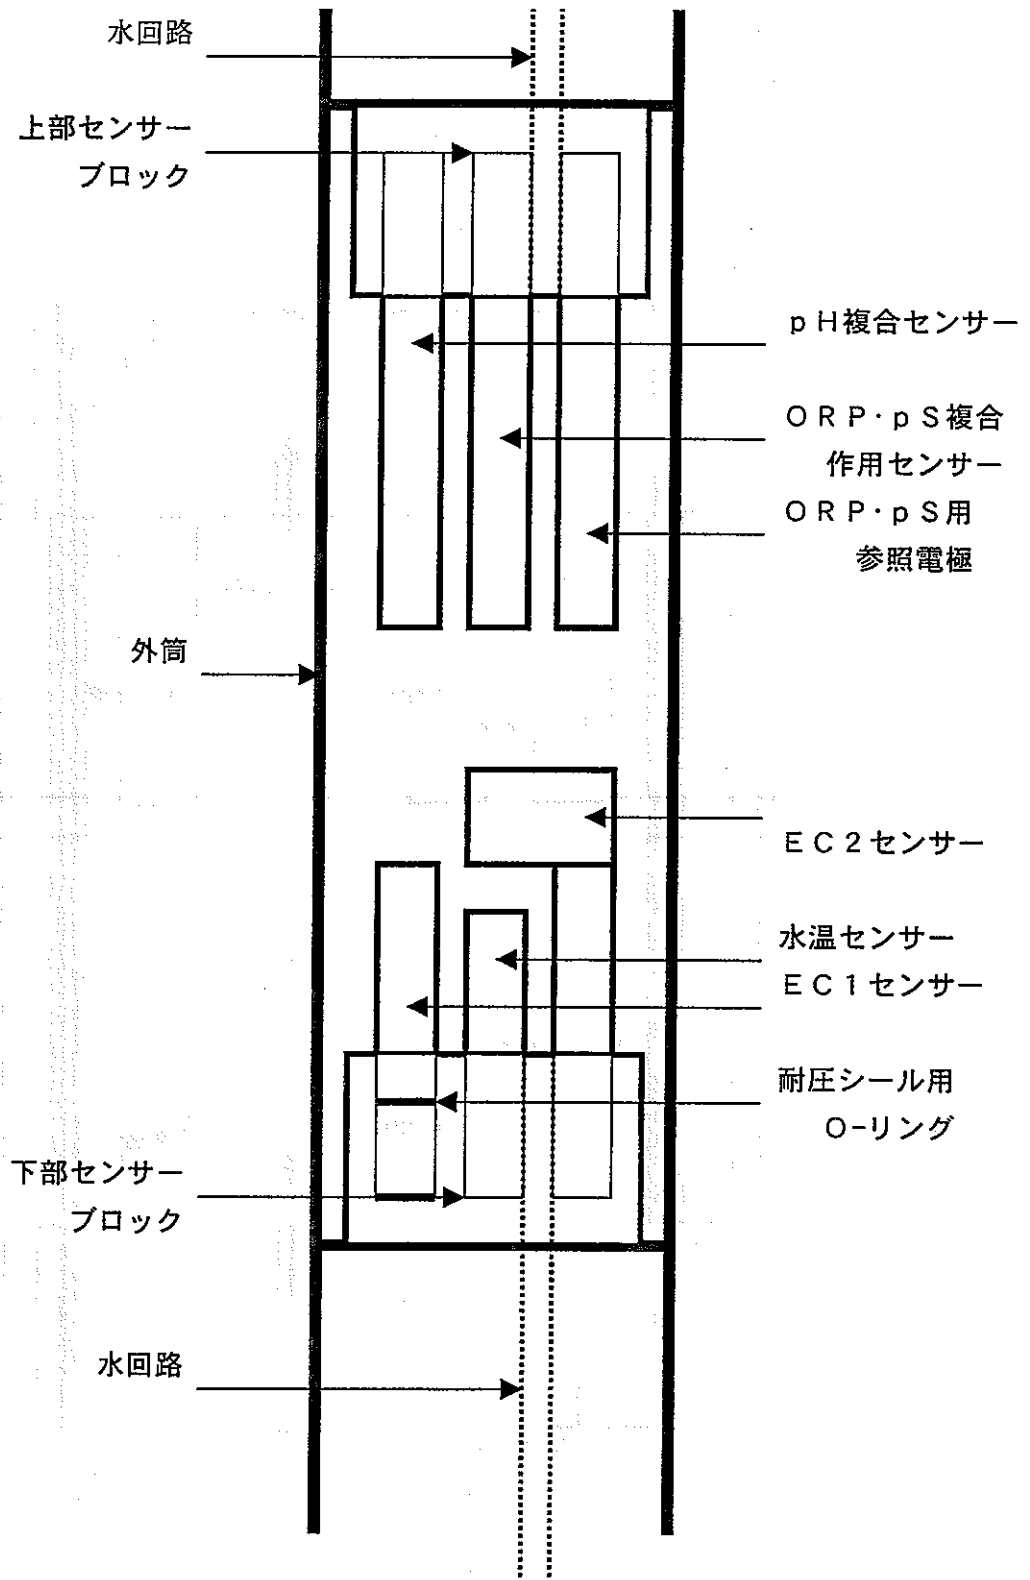 水回路
上部センサー
ブロック
pH複合センサー
ORP·pS複合
作用センサー
ORP·pS用
参照電極
外筒
EC2センサー
水温センサー
EC1センサー
耐圧シール用
O-リング
下部センサー
ブロック
水回路